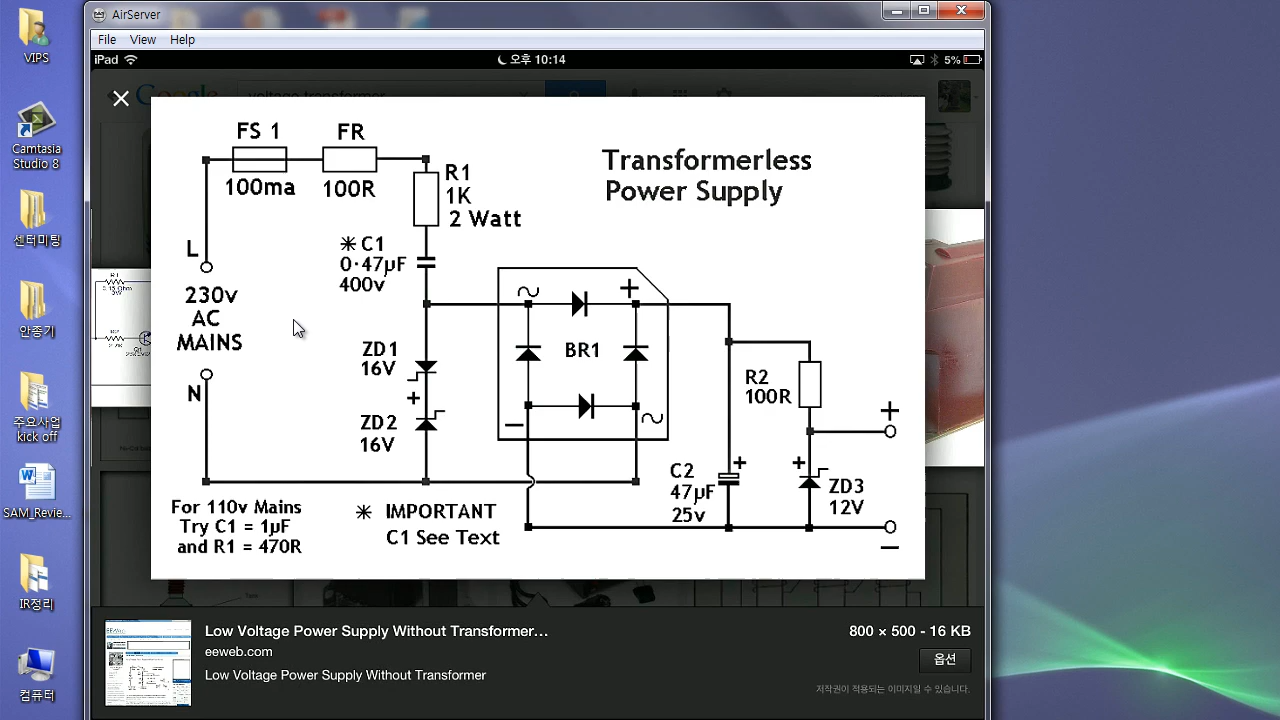 AirServer
File View Help
iPad
오후 10:14
5%
Google
voltage transformer
VIPS
Camtasia
Studio 8
센터미팅
안종기
주요사업
kick off
SAM_Revie...
IR정리
컴퓨터
FS 1
100ma
FR
100R
R1
1K
2 Watt
Transformerless
Power Supply
✳ C1
0·47µF
400v
L
230v
AC
MAINS
N
ZD1
16V
+
ZD2
16V
~
+
BR1
−
~
R2
100R
+
C2
47µF
25v
+
+
ZD3
12V
−
For 110v Mains
Try C1 = 1µF
and R1 = 470R
✳ IMPORTANT
C1 See Text
Low Voltage Power Supply Without Transformer…
eeweb.com
Low Voltage Power Supply Without Transformer
800 × 500 - 16 KB
옵션
저작권이 적용되는 이미지일 수 있습니다.